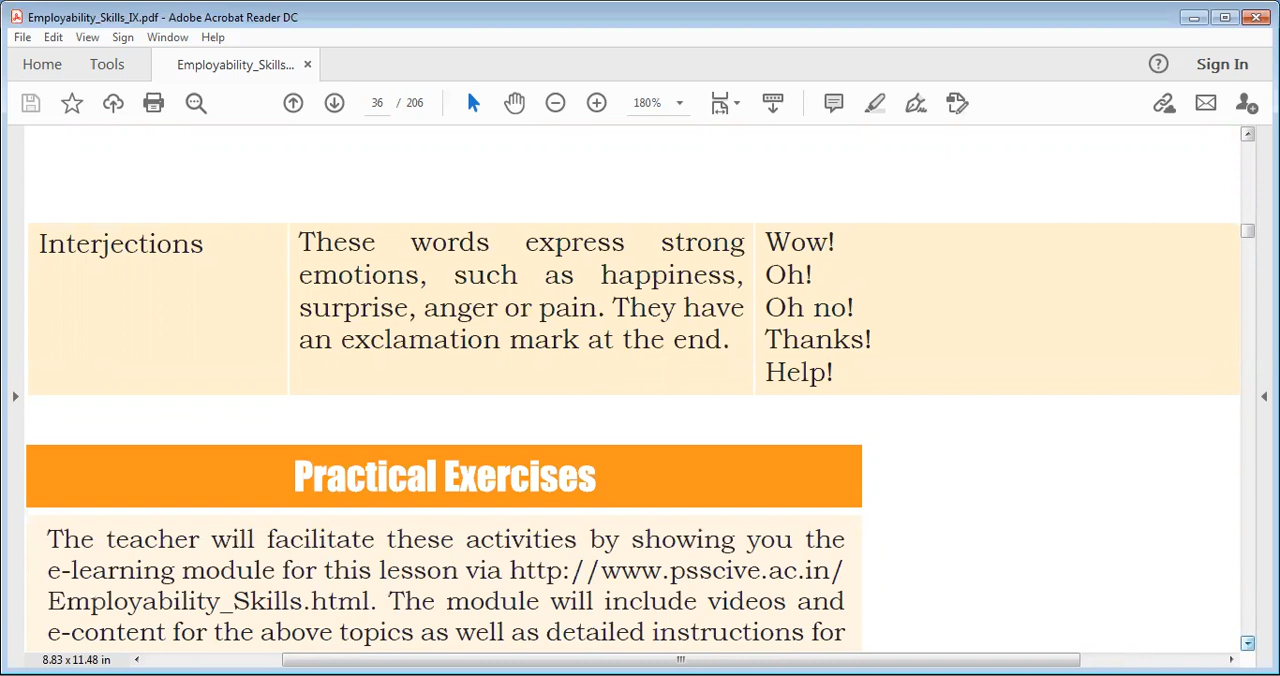 Employability_Skills_IX.pdf - Adobe Acrobat Reader DC
File Edit View Sign Window Help
Home Tools Employability_Skills... × ? Sign In
36 / 206 180%
Interjections
These words express strong
emotions, such as happiness,
surprise, anger or pain. They have
an exclamation mark at the end.
Wow!
Oh!
Oh no!
Thanks!
Help!
Practical Exercises
The teacher will facilitate these activities by showing you the
e-learning module for this lesson via http://www.psscive.ac.in/
Employability_Skills.html. The module will include videos and
e-content for the above topics as well as detailed instructions for
8.83 x 11.48 in